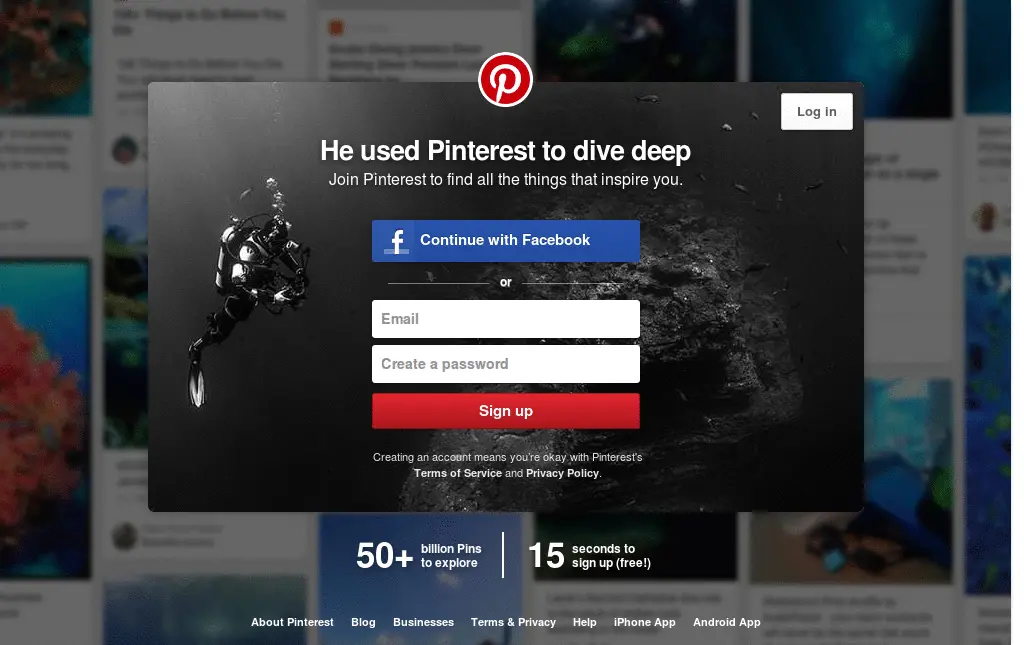 Log in
He used Pinterest to dive deep
Join Pinterest to find all the things that inspire you.
f Continue with Facebook
or
Email
Create a password
Sign up
Creating an account means you're okay with Pinterest's
Terms of Service and Privacy Policy.
50+ billion Pins
to explore
15 seconds to
sign up (free!)
About Pinterest Blog Businesses Terms & Privacy Help iPhone App Android App